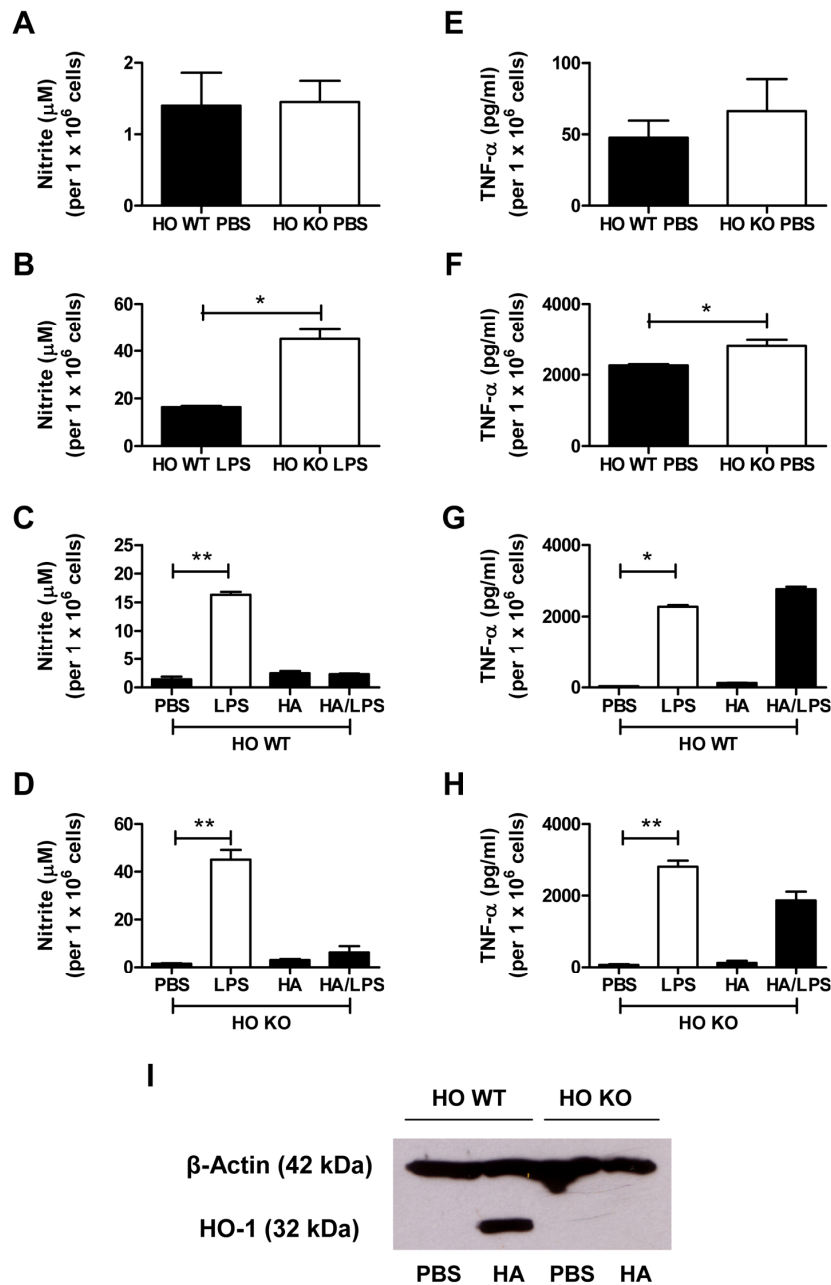 A
Nitrite (µM)
(per 1 x 10⁶ cells)
2
1
0
HO WT PBS HO KO PBS
E
TNF-α (pg/ml)
(per 1 x 10⁶ cells)
100
50
0
HO WT PBS HO KO PBS
B
Nitrite (µM)
(per 1 x 10⁶ cells)
60
40
20
0
*
HO WT LPS HO KO LPS
F
TNF-α (pg/ml)
(per 1 x 10⁶ cells)
4000
2000
0
*
HO WT PBS HO KO PBS
C
Nitrite (µM)
(per 1 x 10⁶ cells)
25
20
15
10
5
0
**
PBS LPS HA HA/LPS
HO WT
G
TNF-α (pg/ml)
(per 1 x 10⁶ cells)
4000
2000
0
*
PBS LPS HA HA/LPS
HO WT
D
Nitrite (µM)
(per 1 x 10⁶ cells)
60
40
20
0
**
PBS LPS HA HA/LPS
HO KO
H
TNF-α (pg/ml)
(per 1 x 10⁶ cells)
4000
2000
0
**
PBS LPS HA HA/LPS
HO KO
I
HO WT HO KO
β-Actin (42 kDa)
HO-1 (32 kDa)
PBS HA PBS HA